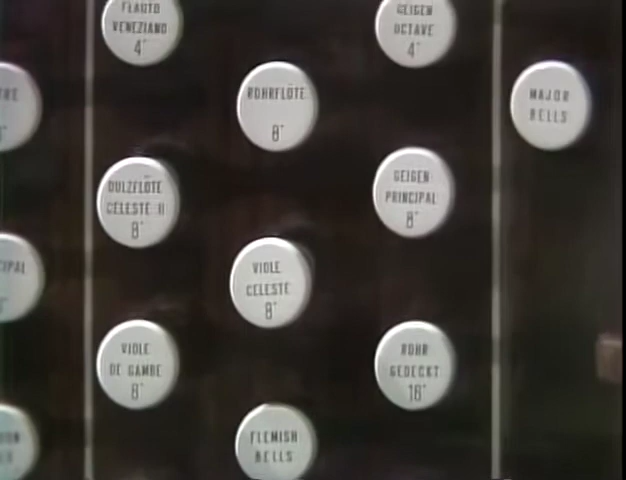 FLAUTO
VENEZIANO
4'
GEIGEN
OCTAVE
4'
ROHRFLÖTE
8'
MAJOR
BELLS
DULZFLÖTE
CELESTE II
8'
GEIGEN
PRINCIPAL
8'
CIPAL
VIOLE
CELESTE
8'
VIOLE
DE GAMBE
8'
ROHR
GEDECKT
16'
FLEMISH
BELLS